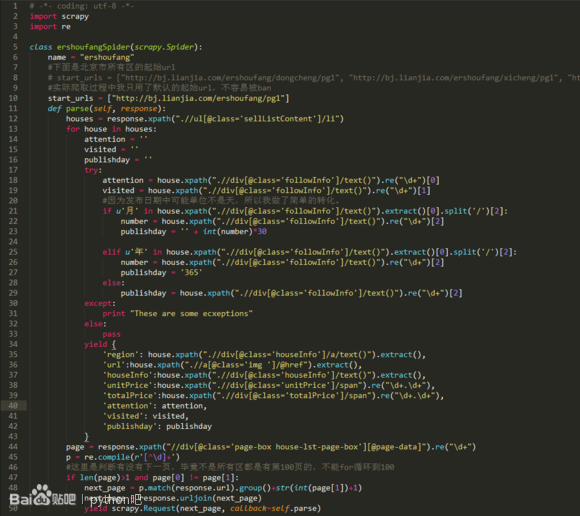 1 # -*- coding: utf-8 -*-
2 import scrapy
3 import re
4
5 class ershoufangSpider(scrapy.Spider):
6 name = "ershoufang"
7 #下面是北京市所有区的起始url
8 # start_urls = ["http://bj.lianjia.com/ershoufang/dongcheng/pg1", "http://bj.lianjia.com/ershoufang/xicheng/pg1", "ht
9 #实际爬取过程中我只用了默认的起始url，不容易被ban
10 start_urls = ["http://bj.lianjia.com/ershoufang/pg1"]
11 def parse(self, response):
12 houses = response.xpath(".//ul[@class='sellListContent']/li")
13 for house in houses:
14 attention = ''
15 visited = ''
16 publishday = ''
17 try:
18 attention = house.xpath(".//div[@class='followInfo']/text()").re("\d+")[0]
19 visited = house.xpath(".//div[@class='followInfo']/text()").re("\d+")[1]
20 #因为发布日期中可能单位不是天，所以我做了简单的转化。
21 if u'月' in house.xpath(".//div[@class='followInfo']/text()").extract()[0].split('/')[2]:
22 number = house.xpath(".//div[@class='followInfo']/text()").re("\d+")[2]
23 publishday = '' + int(number)*30
24
25 elif u'年' in house.xpath(".//div[@class='followInfo']/text()").extract()[0].split('/')[2]:
26 number = house.xpath(".//div[@class='followInfo']/text()").re("\d+")[2]
27 publishday = '365'
28 else:
29 publishday = house.xpath(".//div[@class='followInfo']/text()").re("\d+")[2]
30 except:
31 print "These are some ecxeptions"
32 else:
33 pass
34 yield {
35 'region': house.xpath(".//div[@class='houseInfo']/a/text()").extract(),
36 'url':house.xpath(".//a[@class='img ']/@href").extract(),
37 'houseInfo':house.xpath(".//div[@class='houseInfo']/text()").extract(),
38 'unitPrice':house.xpath(".//div[@class='unitPrice']/span").re("\d+.\d+"),
39 'totalPrice':house.xpath(".//div[@class='totalPrice']/span").re("\d+.\d+"),
40 'attention': attention,
41 'visited': visited,
42 'publishday': publishday
43 }
44 page = response.xpath("//div[@class='page-box house-lst-page-box'][@page-data]").re("\d+")
45 p = re.compile(r'[^\d]+')
46 #这里是判断有没有下一页，毕竟不是所有区都是有第100页的，不能for循环到100
47 if len(page)>1 and page[0] != page[1]:
48 next_page = p.match(response.url).group()+str(int(page[1])+1)
49 next_page = response.urljoin(next_page)
50 yield scrapy.Request(next_page, callback=self.parse)
Bai百度贴吧 | python吧